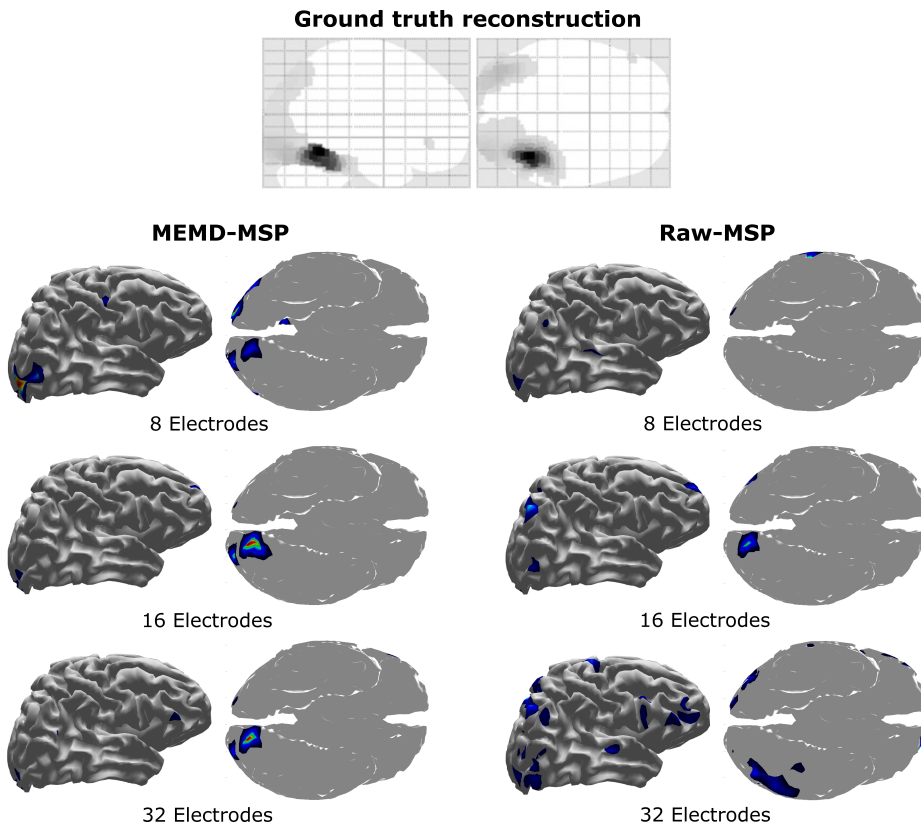 Ground truth reconstruction
MEMD-MSP
Raw-MSP
8 Electrodes
8 Electrodes
16 Electrodes
16 Electrodes
32 Electrodes
32 Electrodes